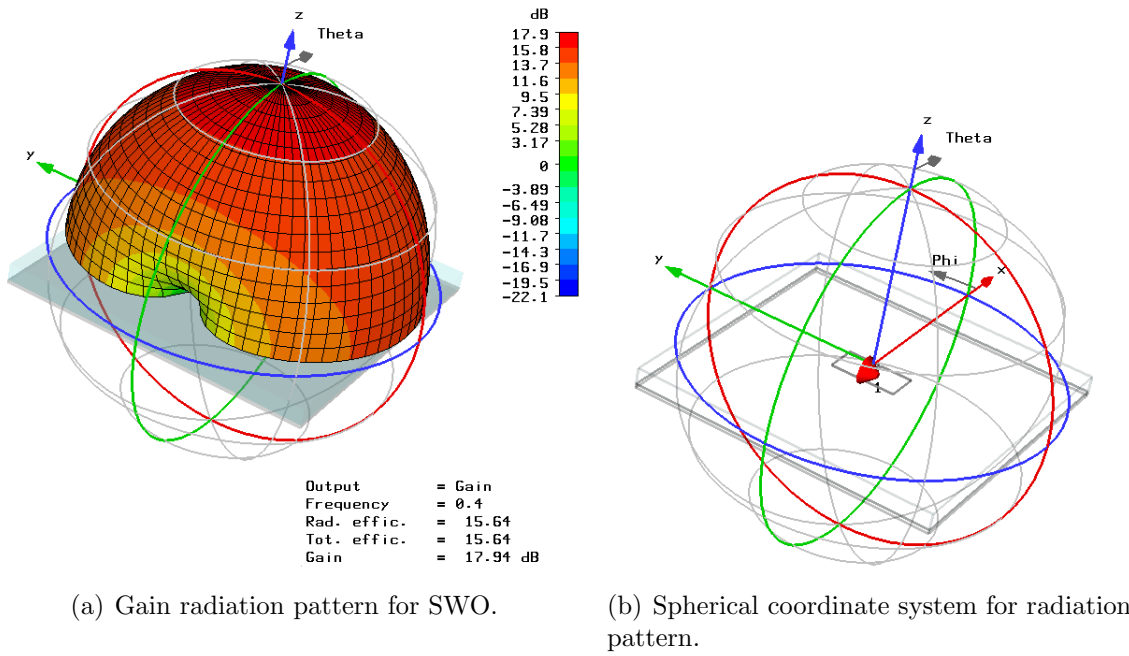 dB
z
Theta
17.9
15.8
13.7
11.6
9.5
7.39
5.28
3.17
0
-3.89
-6.49
-9.08
-11.7
-14.3
-16.9
-19.5
-22.1
y
Output = Gain
Frequency = 0.4
Rad. effic. = 15.64
Tot. effic. = 15.64
Gain = 17.94 dB
z
Theta
y
Phi
x
1
(a) Gain radiation pattern for SWO.
(b) Spherical coordinate system for radiation
pattern.